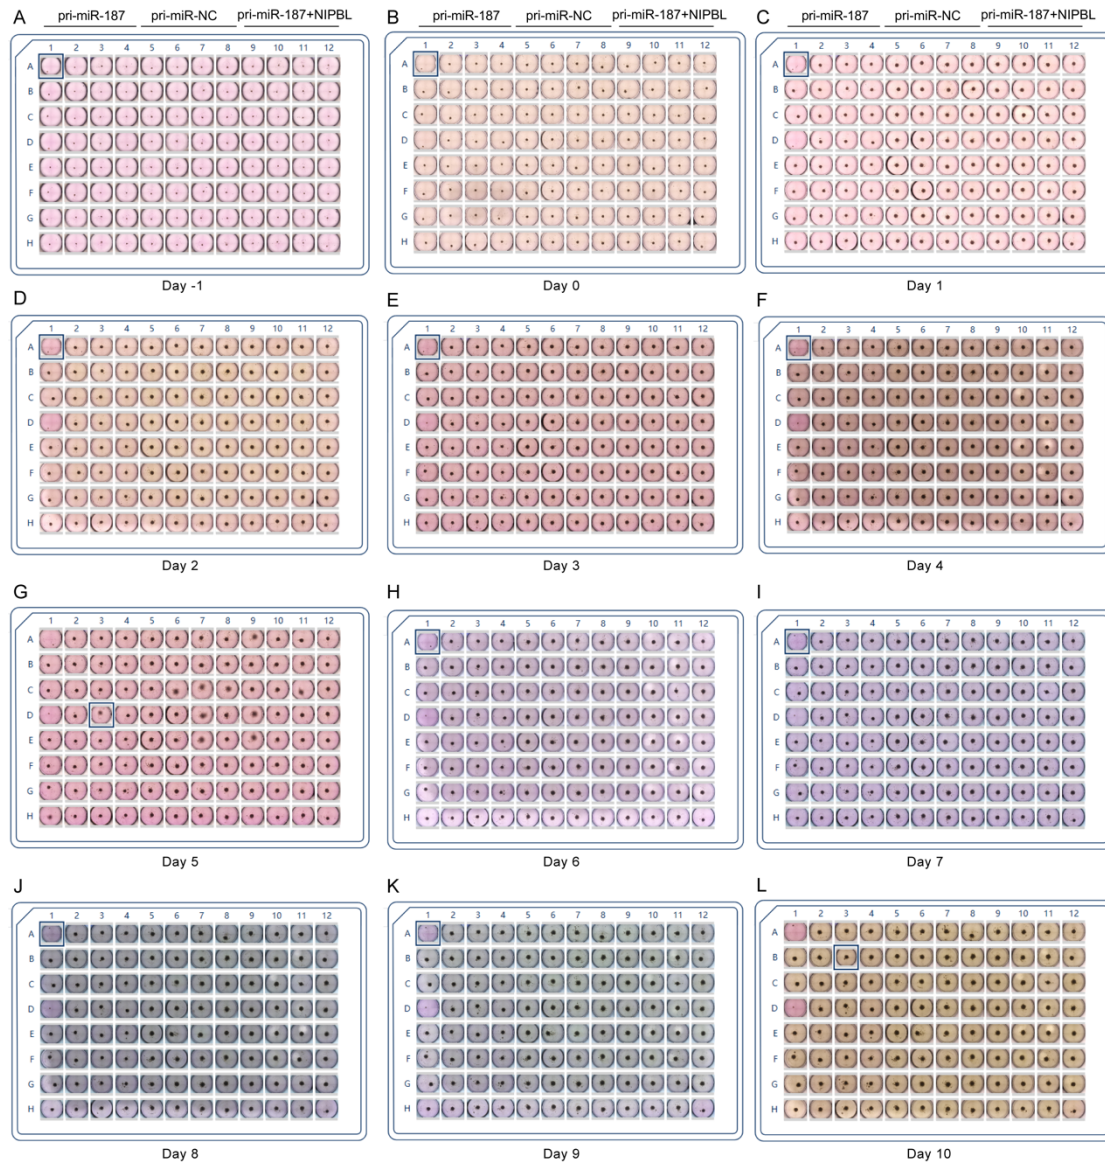 A pri-miR-187 pri-miR-NC pri-miR-187+NIPBL
1 2 3 4 5 6 7 8 9 10 11 12
A
B
C
D
E
F
G
H
Day -1
B pri-miR-187 pri-miR-NC pri-miR-187+NIPBL
1 2 3 4 5 6 7 8 9 10 11 12
A
B
C
D
E
F
G
H
Day 0
C pri-miR-187 pri-miR-NC pri-miR-187+NIPBL
1 2 3 4 5 6 7 8 9 10 11 12
A
B
C
D
E
F
G
H
Day 1
D
1 2 3 4 5 6 7 8 9 10 11 12
A
B
C
D
E
F
G
H
Day 2
E
1 2 3 4 5 6 7 8 9 10 11 12
A
B
C
D
E
F
G
H
Day 3
F
1 2 3 4 5 6 7 8 9 10 11 12
A
B
C
D
E
F
G
H
Day 4
G
1 2 3 4 5 6 7 8 9 10 11 12
A
B
C
D
E
F
G
H
Day 5
H
1 2 3 4 5 6 7 8 9 10 11 12
A
B
C
D
E
F
G
H
Day 6
I
1 2 3 4 5 6 7 8 9 10 11 12
A
B
C
D
E
F
G
H
Day 7
J
1 2 3 4 5 6 7 8 9 10 11 12
A
B
C
D
E
F
G
H
Day 8
K
1 2 3 4 5 6 7 8 9 10 11 12
A
B
C
D
E
F
G
H
Day 9
L
1 2 3 4 5 6 7 8 9 10 11 12
A
B
C
D
E
F
G
H
Day 10